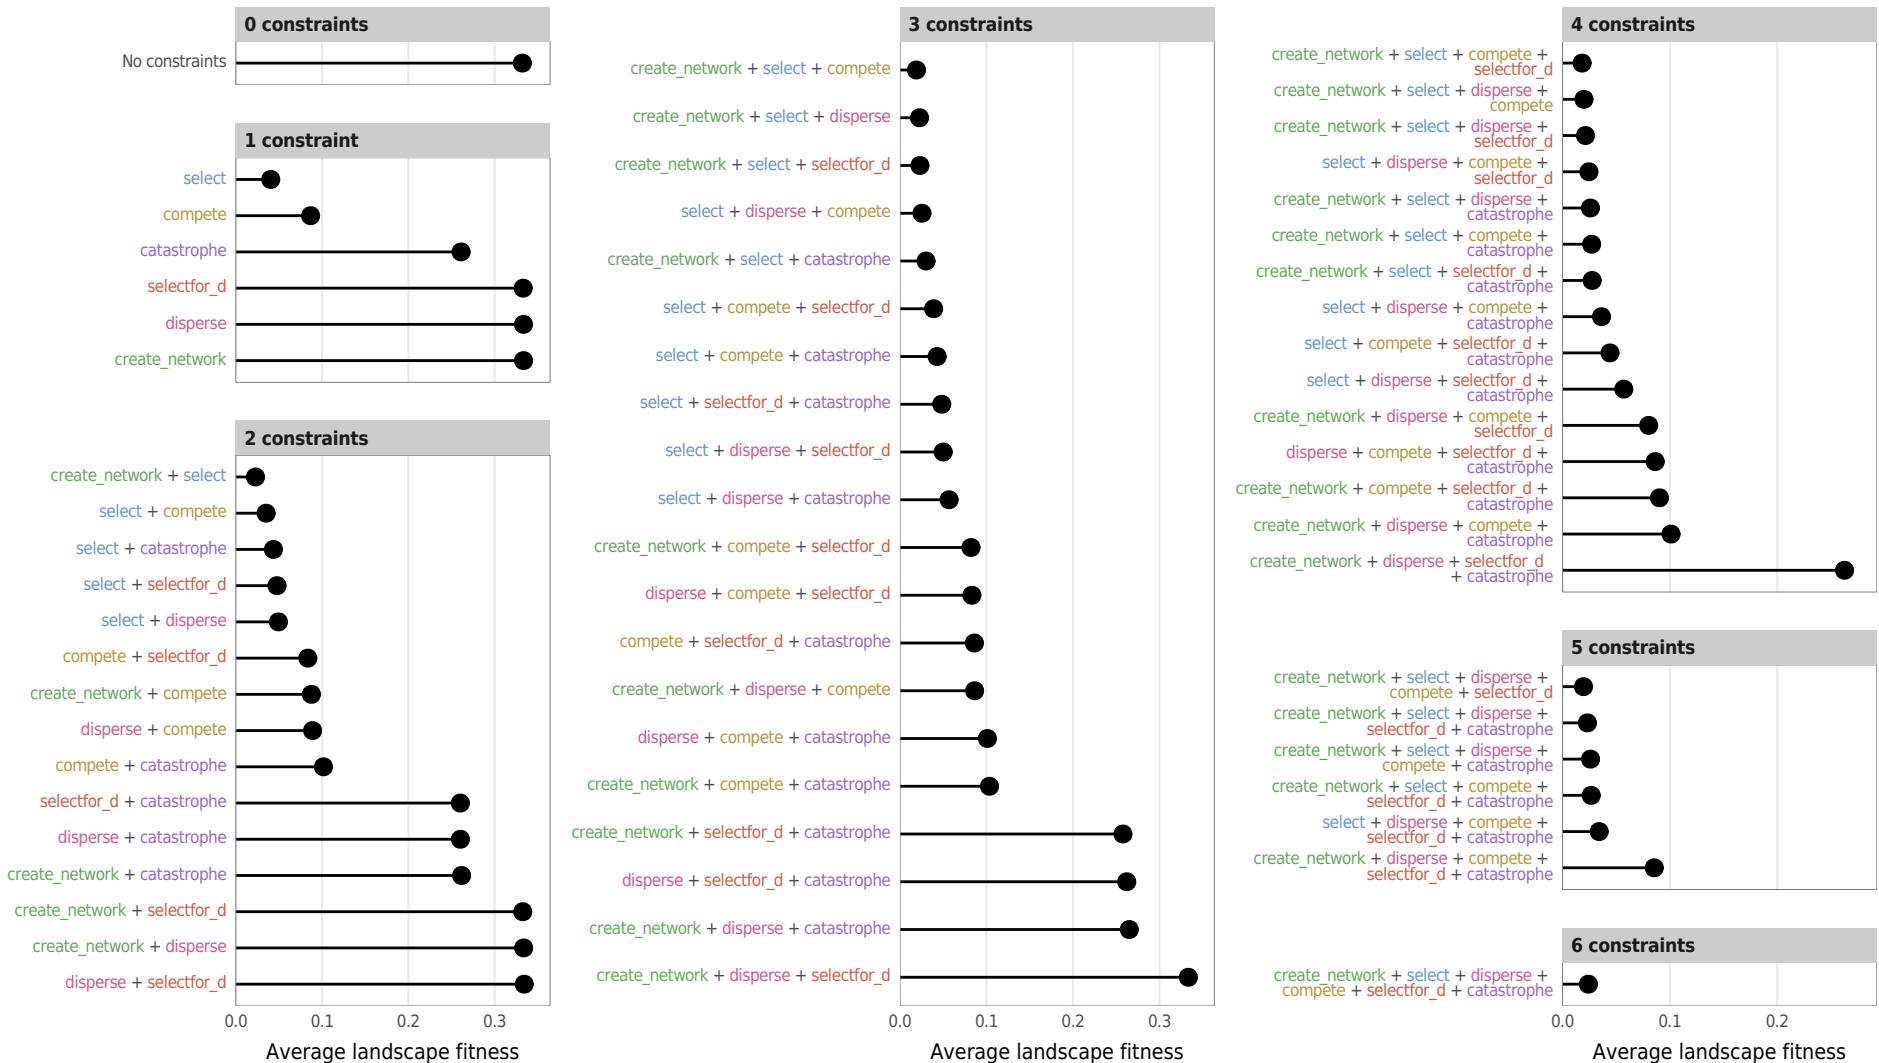 0 constraints
No constraints
1 constraint
select
compete
catastrophe
selectfor_d
disperse
create_network
2 constraints
create_network + select
select + compete
select + catastrophe
select + selectfor_d
select + disperse
compete + selectfor_d
create_network + compete
disperse + compete
compete + catastrophe
selectfor_d + catastrophe
disperse + catastrophe
create_network + catastrophe
create_network + selectfor_d
create_network + disperse
disperse + selectfor_d
0.0 0.1 0.2 0.3
Average landscape fitness
3 constraints
create_network + select + compete
create_network + select + disperse
create_network + select + selectfor_d
select + disperse + compete
create_network + select + catastrophe
select + compete + selectfor_d
select + compete + catastrophe
select + selectfor_d + catastrophe
select + disperse + selectfor_d
select + disperse + catastrophe
create_network + compete + selectfor_d
disperse + compete + selectfor_d
compete + selectfor_d + catastrophe
create_network + disperse + compete
disperse + compete + catastrophe
create_network + compete + catastrophe
create_network + selectfor_d + catastrophe
disperse + selectfor_d + catastrophe
create_network + disperse + catastrophe
create_network + disperse + selectfor_d
0.0 0.1 0.2 0.3
Average landscape fitness
4 constraints
create_network + select + compete +
selectfor_d
create_network + select + disperse +
compete
create_network + select + disperse +
selectfor_d
select + disperse + compete +
selectfor_d
create_network + select + disperse +
catastrophe
create_network + select + compete +
catastrophe
create_network + select + selectfor_d +
catastrophe
select + disperse + compete +
catastrophe
select + compete + selectfor_d +
catastrophe
select + disperse + selectfor_d +
catastrophe
create_network + disperse + compete +
selectfor_d
disperse + compete + selectfor_d +
catastrophe
create_network + compete + selectfor_d +
catastrophe
create_network + disperse + compete +
catastrophe
create_network + disperse + selectfor_d
+ catastrophe
5 constraints
create_network + select + disperse +
compete + selectfor_d
create_network + select + disperse +
selectfor_d + catastrophe
create_network + select + disperse +
compete + catastrophe
create_network + select + compete +
selectfor_d + catastrophe
select + disperse + compete +
selectfor_d + catastrophe
create_network + disperse + compete +
selectfor_d + catastrophe
6 constraints
create_network + select + disperse +
compete + selectfor_d + catastrophe
0.0 0.1 0.2
Average landscape fitness